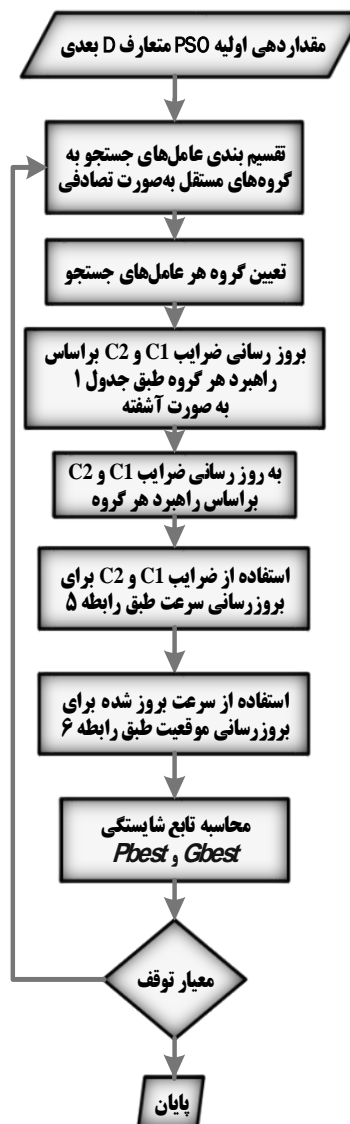 مقداردهی اولیه PSO متعارف D بعدی
تقسیم بندی عامل‌های جستجو به
گروه‌های مستقل به‌صورت تصادفی
تعیین گروه هر عامل‌های جستجو
بروز رسانی ضرایب C1 و C2 براساس
راهبرد هر گروه طبق جدول ۱
به صورت آشفته
به روز رسانی ضرایب C1 و C2
براساس راهبرد هر گروه
استفاده از ضرایب C1 و C2 برای
بروزرسانی سرعت طبق رابطه ۵
استفاده از سرعت بروز شده برای
بروزرسانی موقعیت طبق رابطه ۶
محاسبه تابع شایستگی
Gbest و Pbest
معیار توقف
پایان